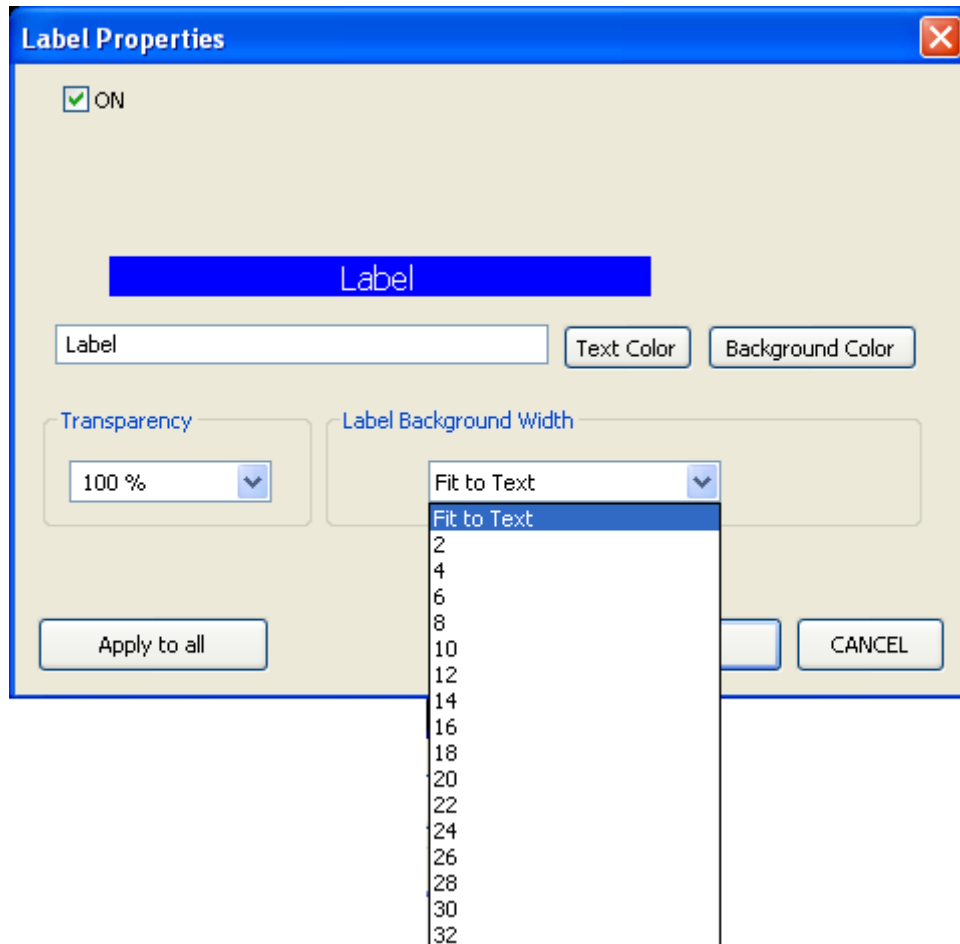 Label Properties
ON
Label
Label
Text Color
Background Color
Transparency
Label Background Width
100 %
Fit to Text
Fit to Text
2
4
6
8
10
12
14
16
18
20
22
24
26
28
30
32
Apply to all
CANCEL